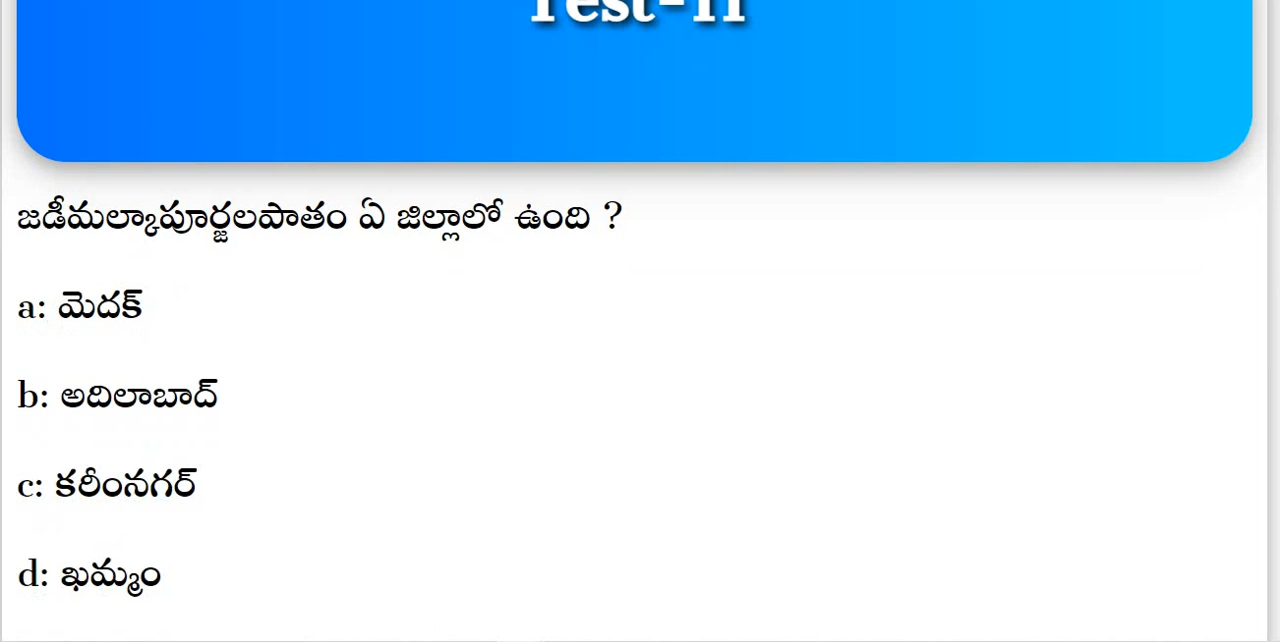 Test-11
జడీమల్కాపూర్జలపాతం ఏ జిల్లాలో ఉంది ?
a: మెదక్
b: అదిలాబాద్
c: కరీంనగర్
d: ఖమ్మం